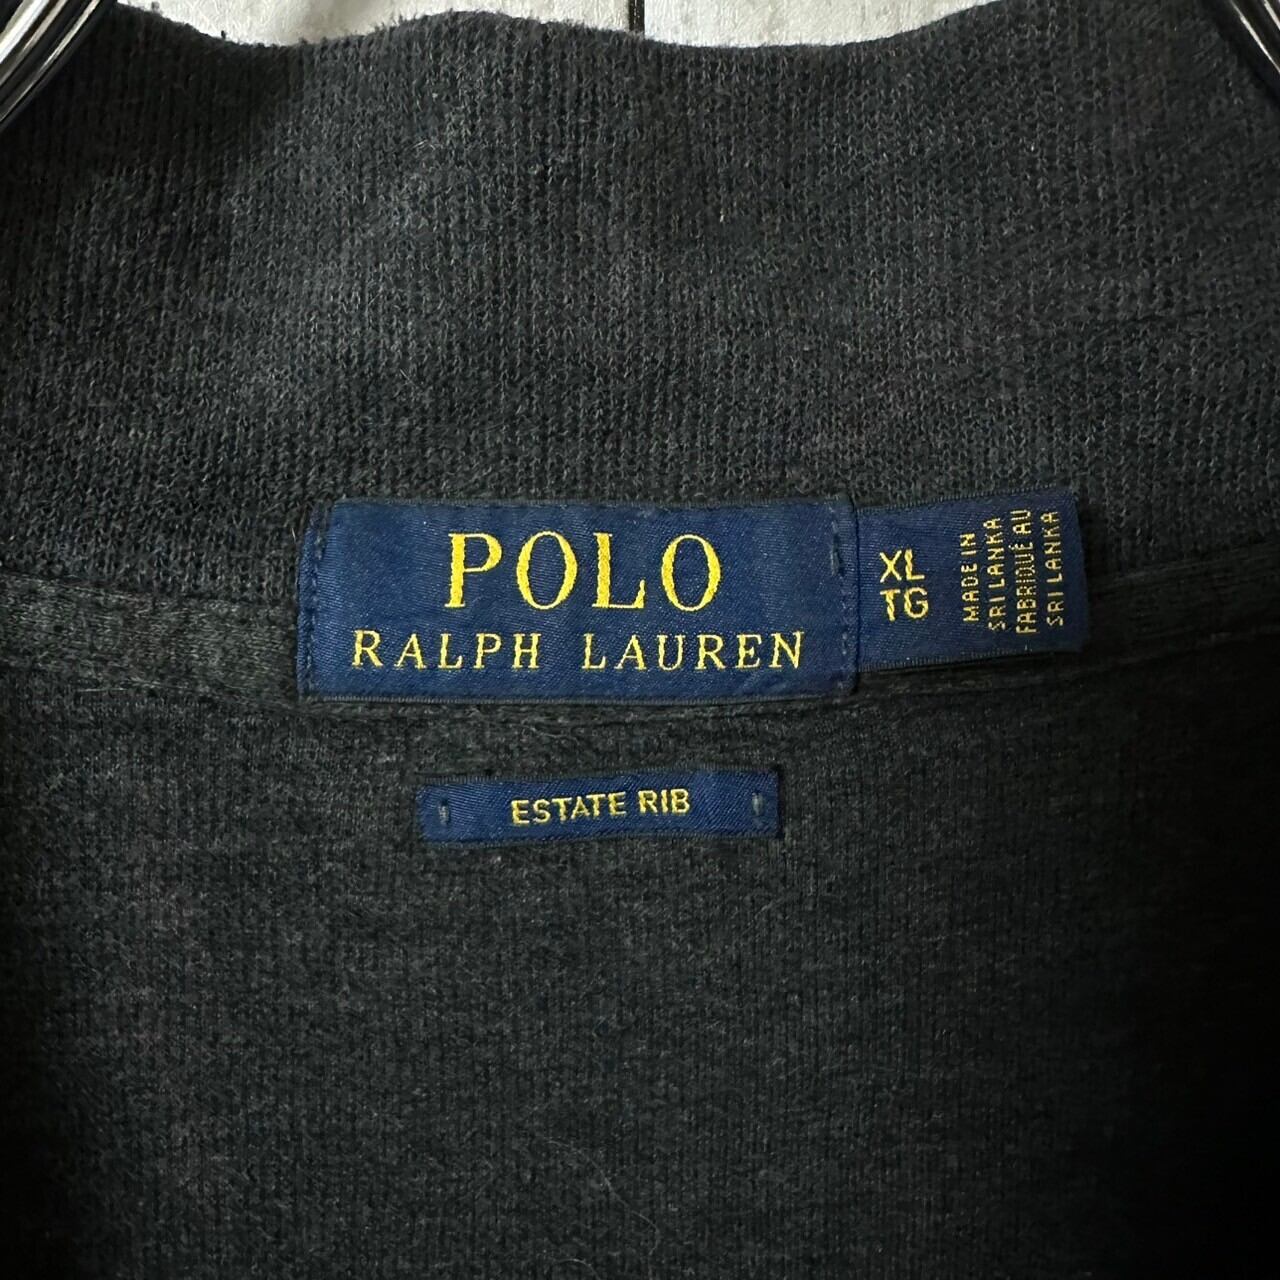 POLO
RALPH LAUREN
XL
TG
MADE IN
SRI LANKA
FABRIQUÉ AU
SRI LANKA
ESTATE RIB